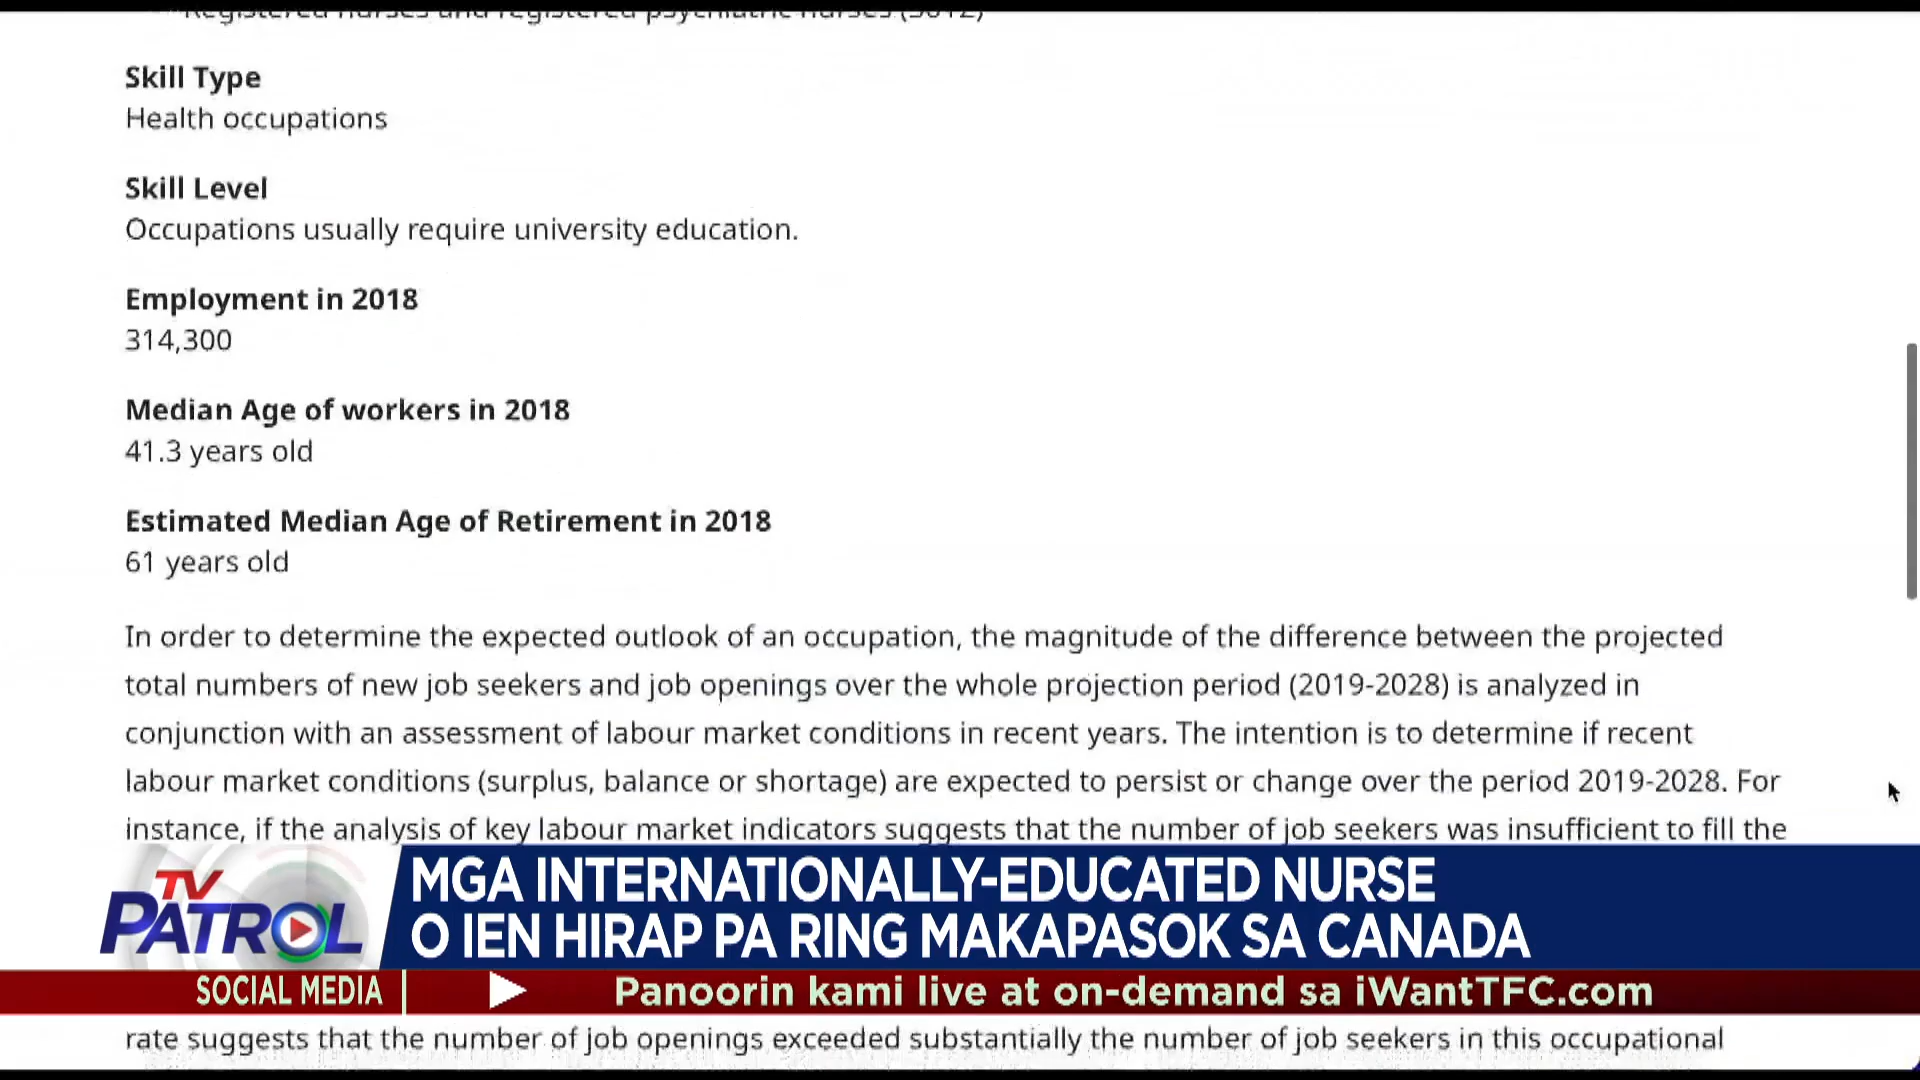 Registered nurses and registered psychiatric nurses (3012)
Skill Type
Health occupations
Skill Level
Occupations usually require university education.
Employment in 2018
314,300
Median Age of workers in 2018
41.3 years old
Estimated Median Age of Retirement in 2018
61 years old
In order to determine the expected outlook of an occupation, the magnitude of the difference between the projected
total numbers of new job seekers and job openings over the whole projection period (2019-2028) is analyzed in
conjunction with an assessment of labour market conditions in recent years. The intention is to determine if recent
labour market conditions (surplus, balance or shortage) are expected to persist or change over the period 2019-2028. For
instance, if the analysis of key labour market indicators suggests that the number of job seekers was insufficient to fill the
TV
PATROL
MGA INTERNATIONALLY-EDUCATED NURSE
O IEN HIRAP PA RING MAKAPASOK SA CANADA
SOCIAL MEDIA
Panoorin kami live at on-demand sa iWantTFC.com
rate suggests that the number of job openings exceeded substantially the number of job seekers in this occupational